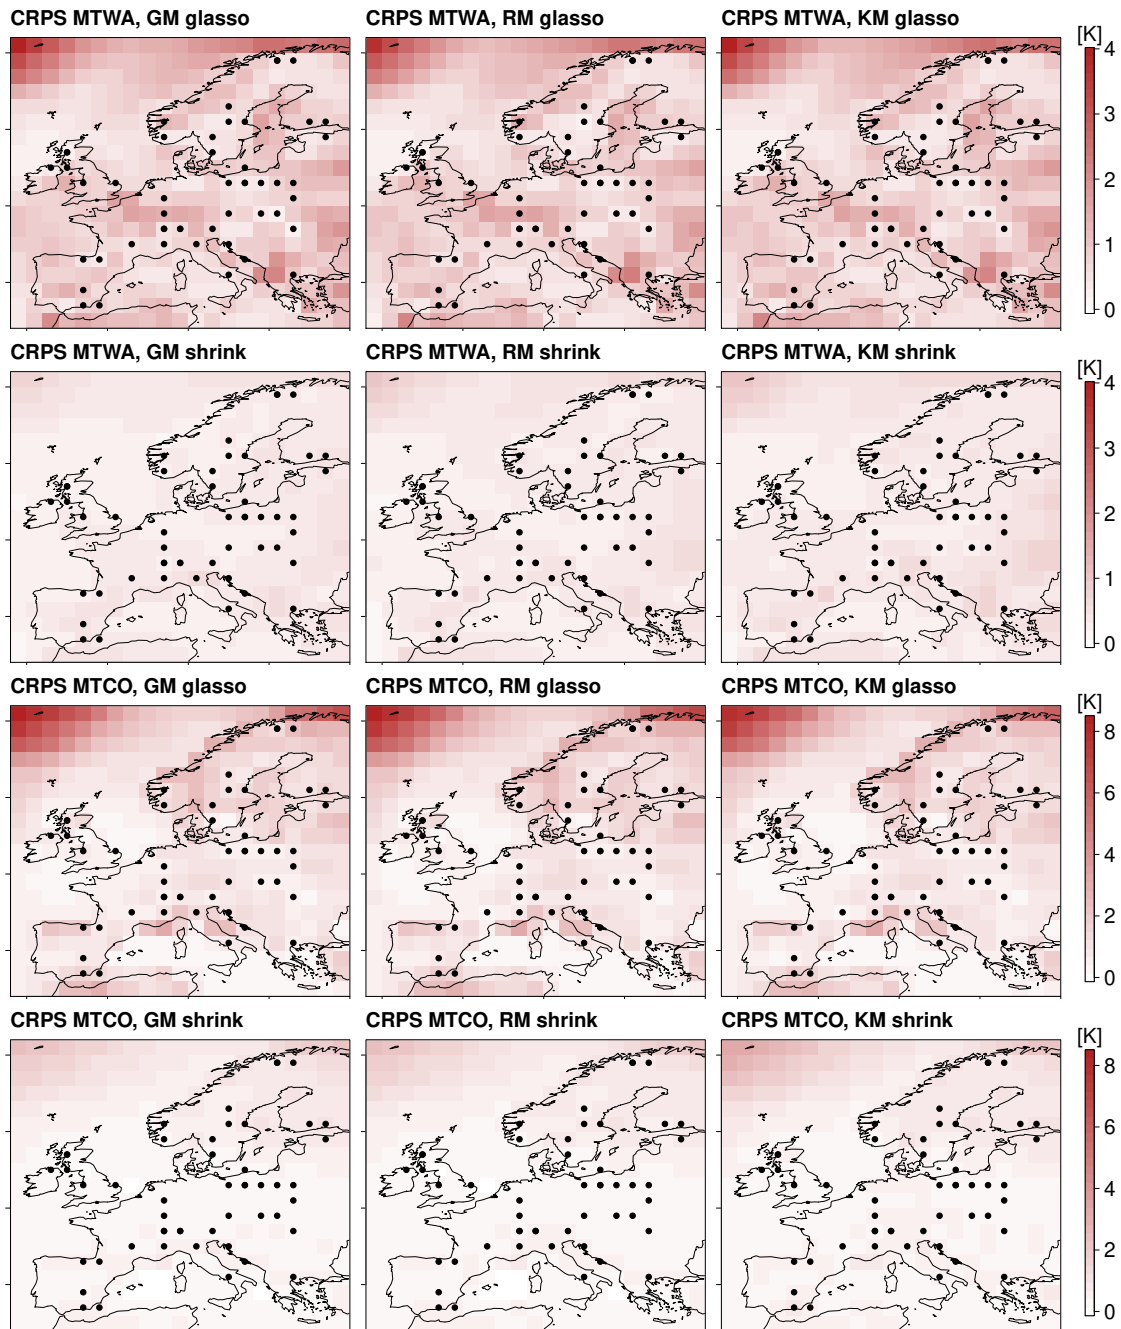 CRPS MTWA, GM glasso
CRPS MTWA, RM glasso
CRPS MTWA, KM glasso
[K]
4
3
2
1
0
CRPS MTWA, GM shrink
CRPS MTWA, RM shrink
CRPS MTWA, KM shrink
[K]
4
3
2
1
0
CRPS MTCO, GM glasso
CRPS MTCO, RM glasso
CRPS MTCO, KM glasso
[K]
8
6
4
2
0
CRPS MTCO, GM shrink
CRPS MTCO, RM shrink
CRPS MTCO, KM shrink
[K]
8
6
4
2
0